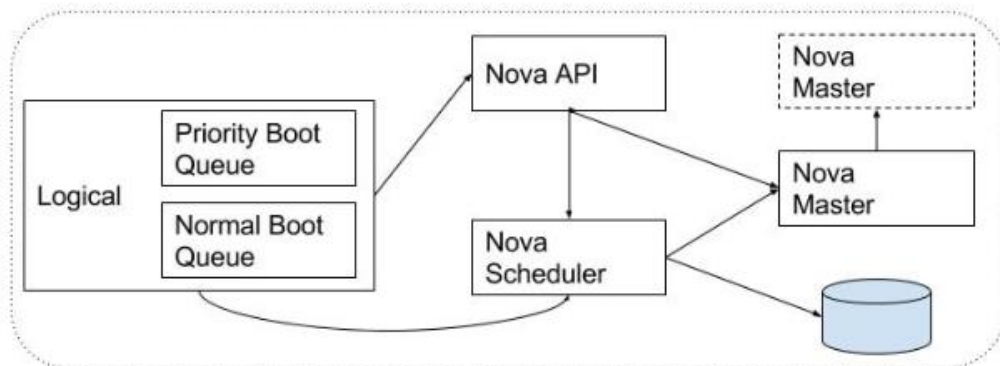 Logical
Priority Boot
Queue
Normal Boot
Queue
Nova API
Nova
Scheduler
Nova
Master
Nova
Master